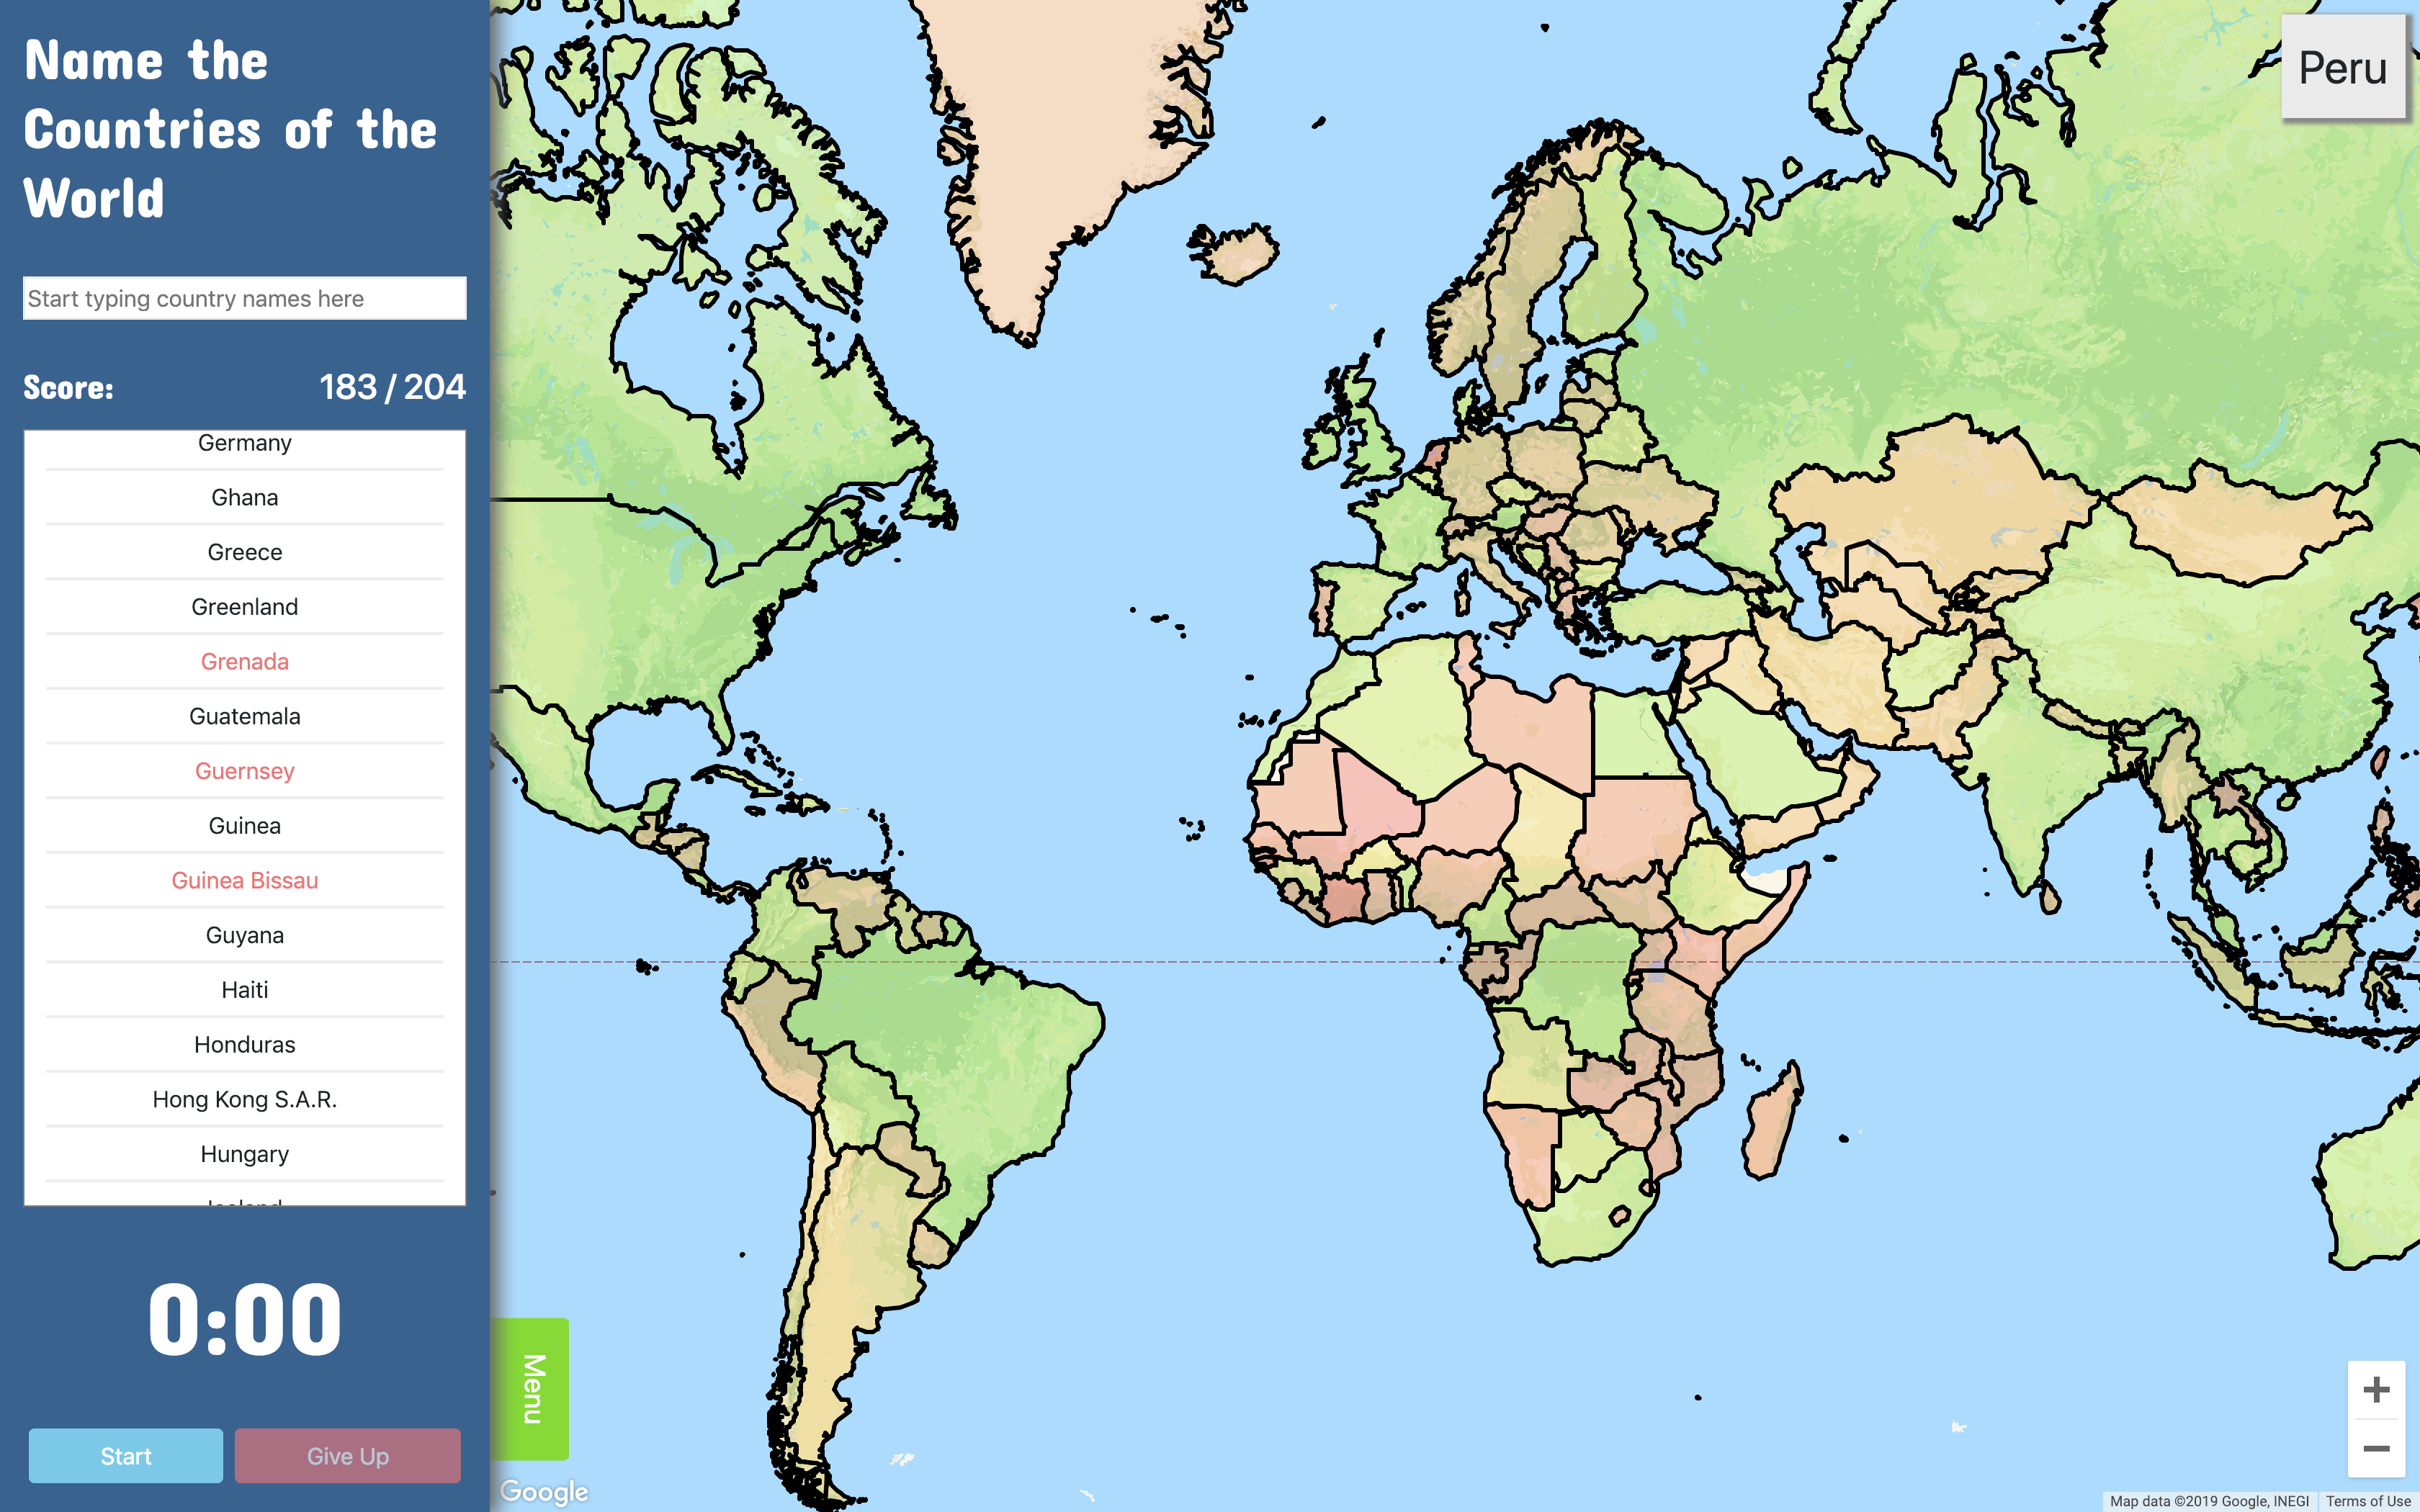 Name the
Countries of the
World
Start typing country names here
Score: 183 / 204
Germany
Ghana
Greece
Greenland
Grenada
Guatemala
Guernsey
Guinea
Guinea Bissau
Guyana
Haiti
Honduras
Hong Kong S.A.R.
Hungary
Iceland
0:00
Start
Give Up
Menu
Peru
+
−
Google
Map data ©2019 Google, INEGI
Terms of Use